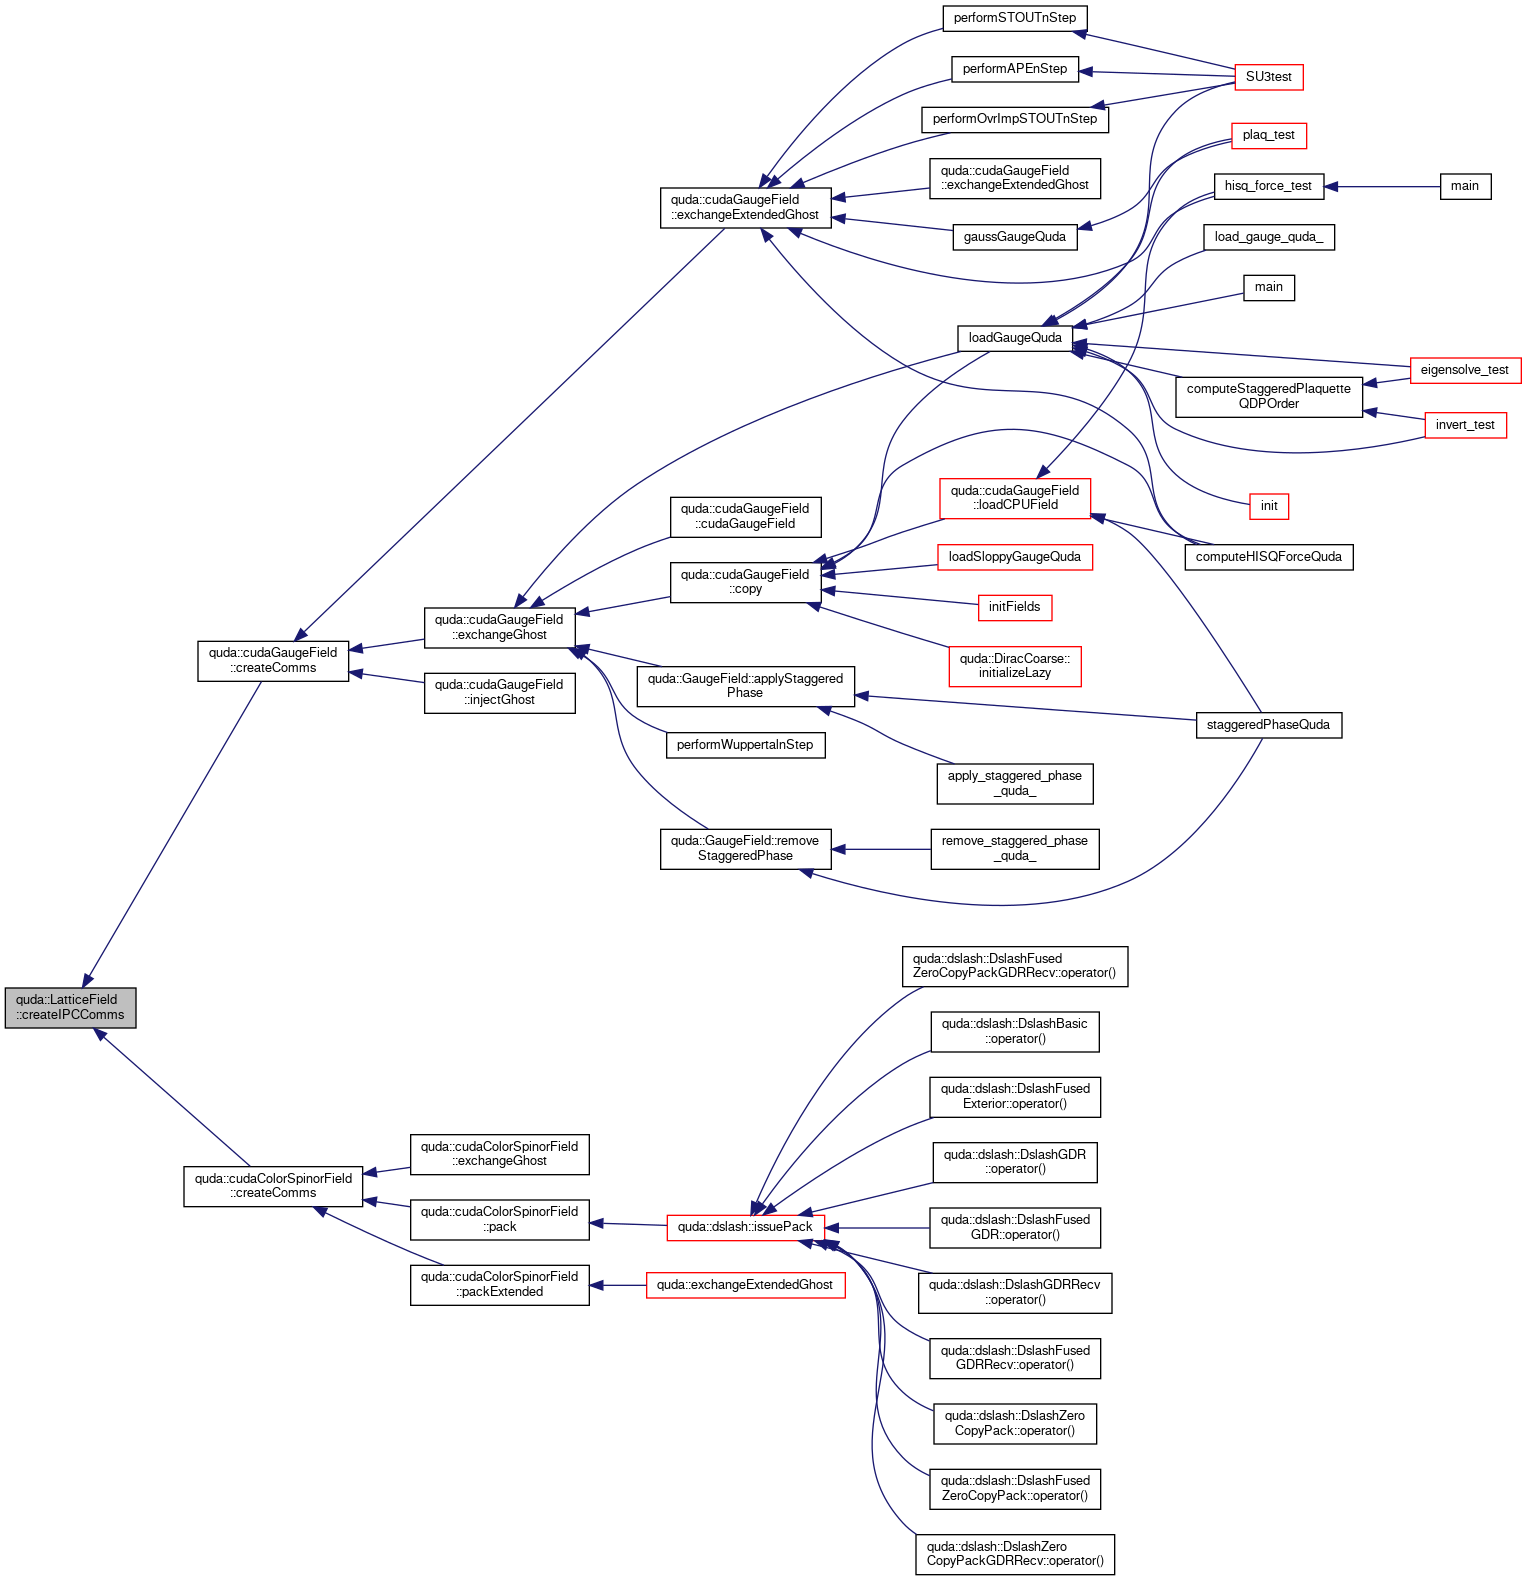 performSTOUTnStep
performAPEnStep
SU3test
performOvrImpSTOUTnStep
plaq_test
quda::cudaGaugeField
::exchangeExtendedGhost
hisq_force_test
main
quda::cudaGaugeField
::exchangeExtendedGhost
gaussGaugeQuda
load_gauge_quda_
main
loadGaugeQuda
eigensolve_test
computeStaggeredPlaquette
QDPOrder
invert_test
quda::cudaGaugeField
::loadCPUField
init
quda::cudaGaugeField
::cudaGaugeField
loadSloppyGaugeQuda
computeHISQForceQuda
quda::cudaGaugeField
::copy
initFields
quda::cudaGaugeField
::exchangeGhost
quda::cudaGaugeField
::createComms
quda::DiracCoarse::
initializeLazy
quda::cudaGaugeField
::injectGhost
quda::GaugeField::applyStaggered
Phase
staggeredPhaseQuda
performWuppertalnStep
apply_staggered_phase
_quda_
quda::GaugeField::remove
StaggeredPhase
remove_staggered_phase
_quda_
quda::dslash::DslashFused
ZeroCopyPackGDRRecv::operator()
quda::LatticeField
::createIPCComms
quda::dslash::DslashBasic
::operator()
quda::dslash::DslashFused
Exterior::operator()
quda::cudaColorSpinorField
::exchangeGhost
quda::dslash::DslashGDR
::operator()
quda::cudaColorSpinorField
::createComms
quda::cudaColorSpinorField
::pack
quda::dslash::issuePack
quda::dslash::DslashFused
GDR::operator()
quda::cudaColorSpinorField
::packExtended
quda::exchangeExtendedGhost
quda::dslash::DslashGDRRecv
::operator()
quda::dslash::DslashFused
GDRRecv::operator()
quda::dslash::DslashZero
CopyPack::operator()
quda::dslash::DslashFused
ZeroCopyPack::operator()
quda::dslash::DslashZero
CopyPackGDRRecv::operator()